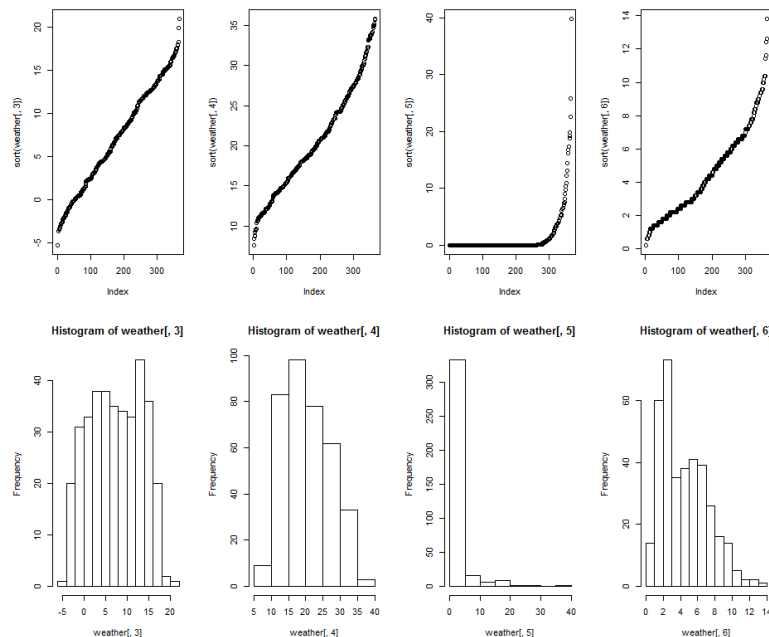 sort(weather[, 3])
20
15
10
5
0
-5
0 100 200 300
Index
sort(weather[, 4])
35
30
25
20
15
10
0 100 200 300
Index
sort(weather[, 5])
40
30
20
10
0
0 100 200 300
Index
sort(weather[, 6])
14
12
10
8
6
4
2
0
0 100 200 300
Index
Histogram of weather[, 3]
Frequency
40
30
20
10
0
-5 0 5 10 15 20
weather[, 3]
Histogram of weather[, 4]
Frequency
100
80
60
40
20
0
5 10 15 20 25 30 35 40
weather[, 4]
Histogram of weather[, 5]
Frequency
300
250
200
150
100
50
0
0 10 20 30 40
weather[, 5]
Histogram of weather[, 6]
Frequency
60
40
20
0
0 2 4 6 8 10 12 14
weather[, 6]